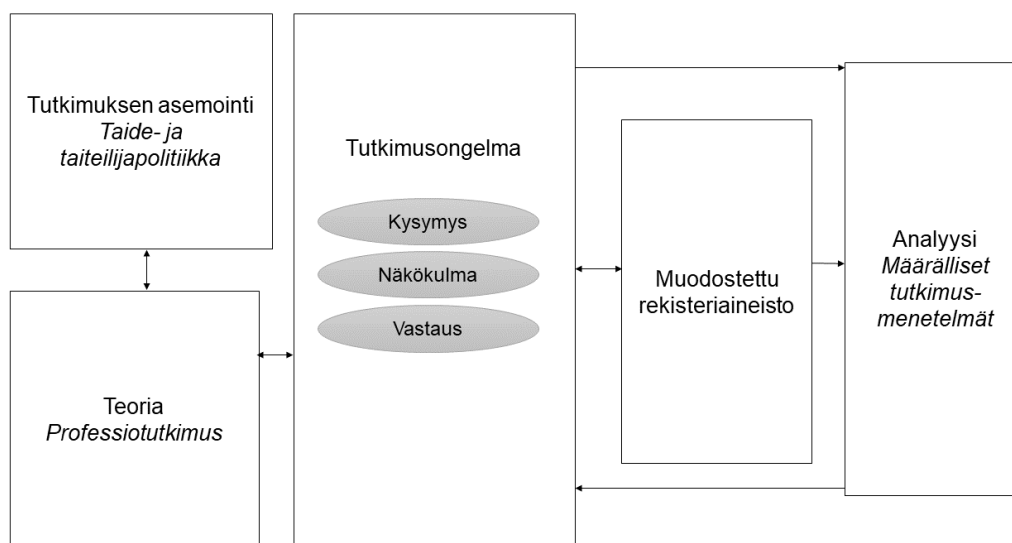 Tutkimuksen asemointi
Taide- ja
taiteilijapolitiikka
Teoria
Professiotutkimus
Tutkimusongelma
Kysymys
Näkökulma
Vastaus
Muodostettu
rekisteriaineisto
Analyysi
Määrälliset
tutkimus-
menetelmät